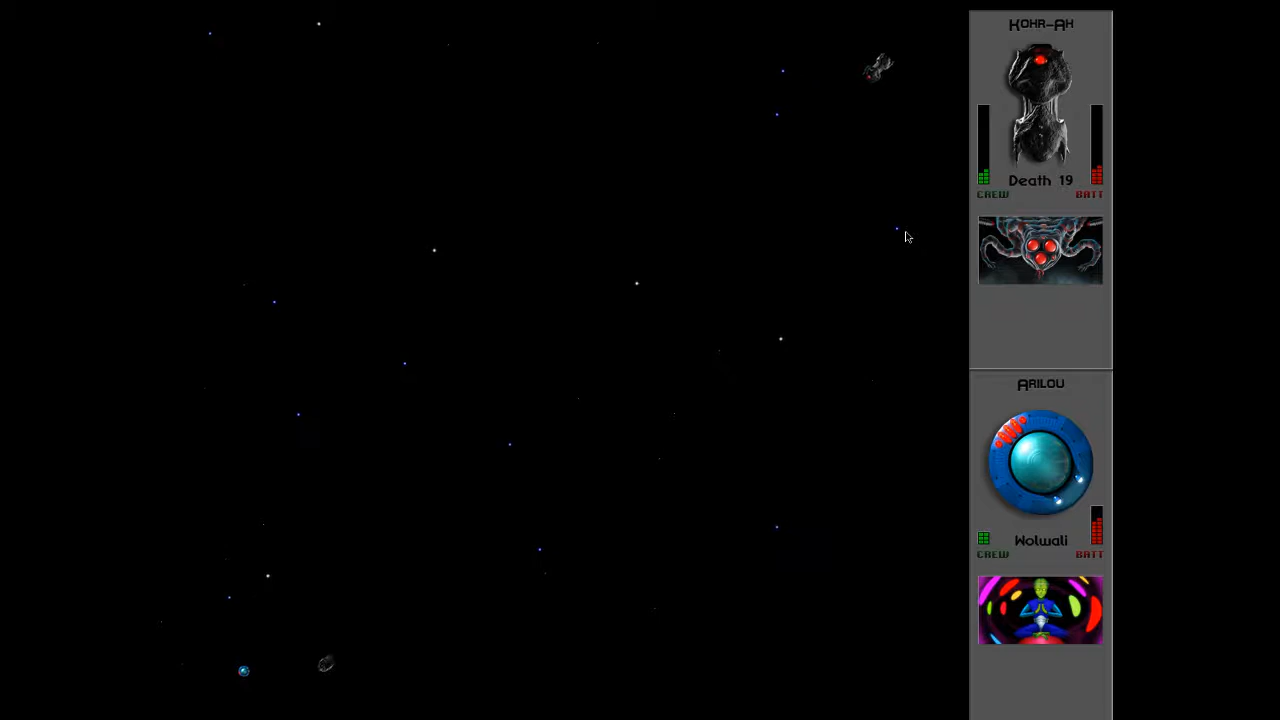 Kohr-Ah
Death 19
CREW BATT
Arilou
Wolwali
CREW BATT